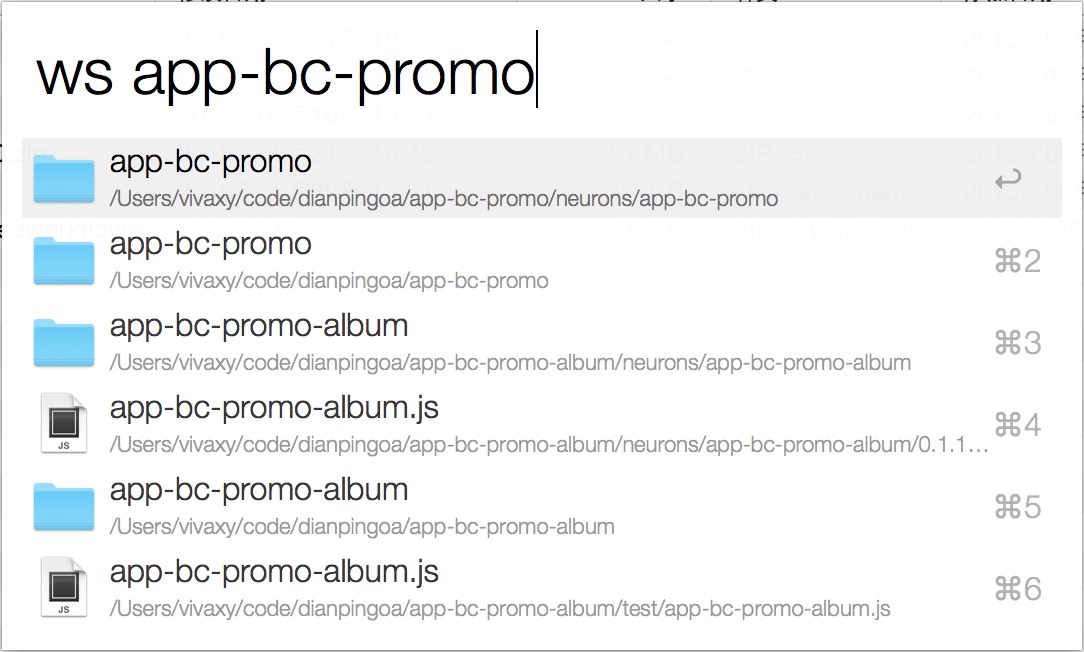 ws app-bc-promo
app-bc-promo
/Users/vivaxy/code/dianpingoa/app-bc-promo/neurons/app-bc-promo
↩
app-bc-promo
/Users/vivaxy/code/dianpingoa/app-bc-promo
⌘2
app-bc-promo-album
/Users/vivaxy/code/dianpingoa/app-bc-promo-album/neurons/app-bc-promo-album
⌘3
JS
app-bc-promo-album.js
/Users/vivaxy/code/dianpingoa/app-bc-promo-album/neurons/app-bc-promo-album/0.1.1…
⌘4
app-bc-promo-album
/Users/vivaxy/code/dianpingoa/app-bc-promo-album
⌘5
JS
app-bc-promo-album.js
/Users/vivaxy/code/dianpingoa/app-bc-promo-album/test/app-bc-promo-album.js
⌘6